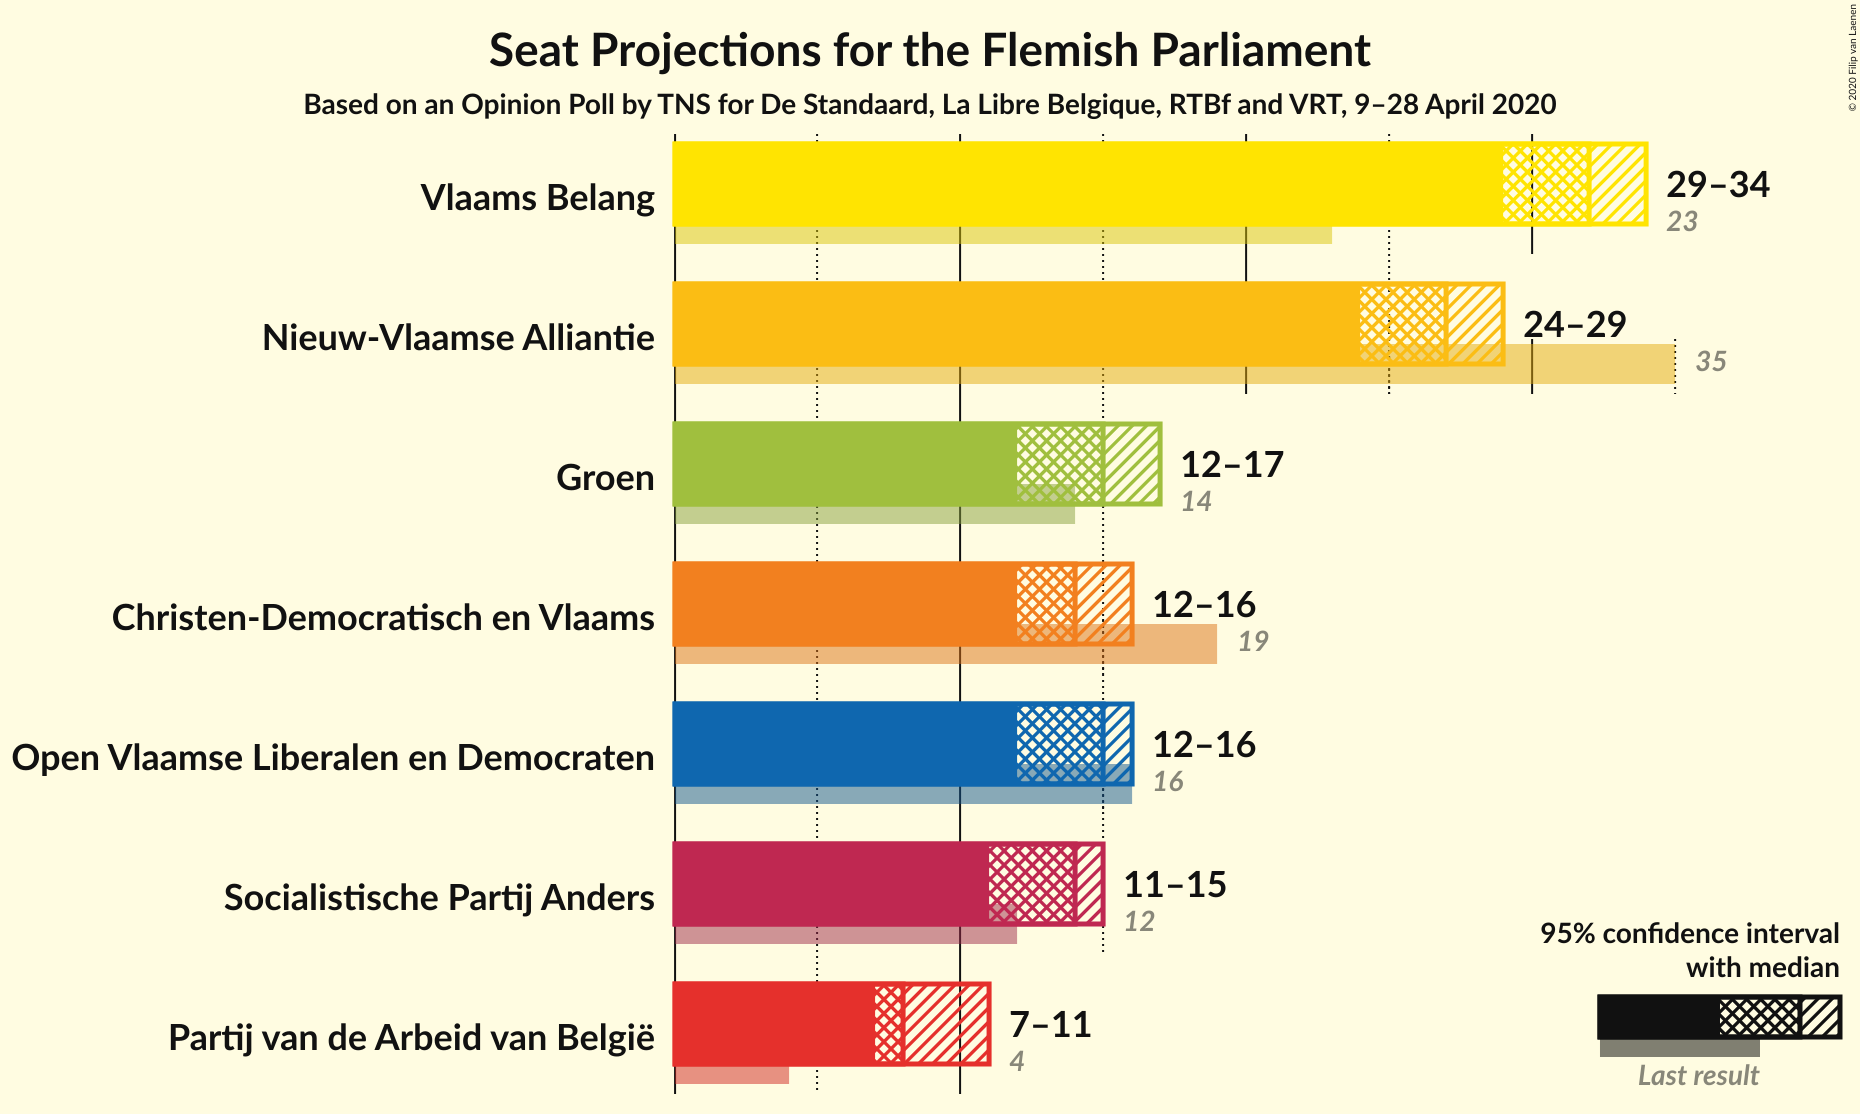 Seat Projections for the Flemish Parliament
Based on an Opinion Poll by TNS for De Standaard, La Libre Belgique, RTBf and VRT, 9–28 April 2020
© 2020 Filip van Laenen
Vlaams Belang
29–34
23
Nieuw-Vlaamse Alliantie
24–29
35
Groen
12–17
14
Christen-Democratisch en Vlaams
12–16
19
Open Vlaamse Liberalen en Democraten
12–16
16
Socialistische Partij Anders
11–15
12
Partij van de Arbeid van België
7–11
4
95% confidence interval
with median
Last result